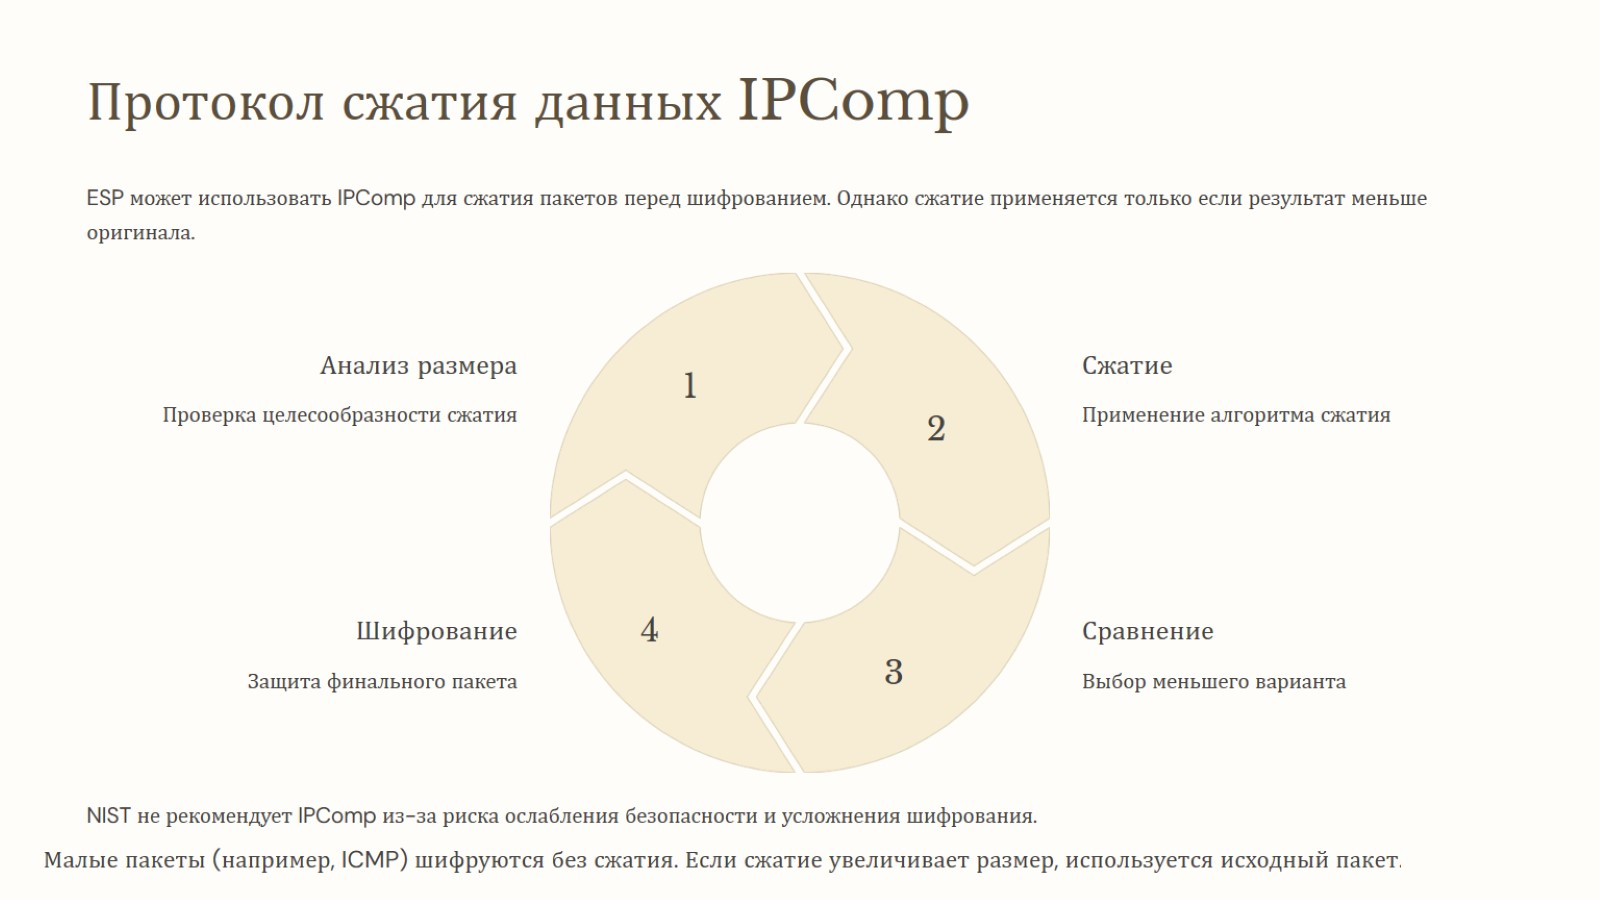 Протокол сжатия данных IPComp
ESP может использовать IPComp для сжатия пакетов перед шифрованием. Однако сжатие применяется только если результат меньше
оригинала.
Анализ размера
Проверка целесообразности сжатия
1
Сжатие
Применение алгоритма сжатия
2
Сравнение
Выбор меньшего варианта
3
Шифрование
Защита финального пакета
4
NIST не рекомендует IPComp из-за риска ослабления безопасности и усложнения шифрования.
Малые пакеты (например, ICMP) шифруются без сжатия. Если сжатие увеличивает размер, используется исходный пакет.